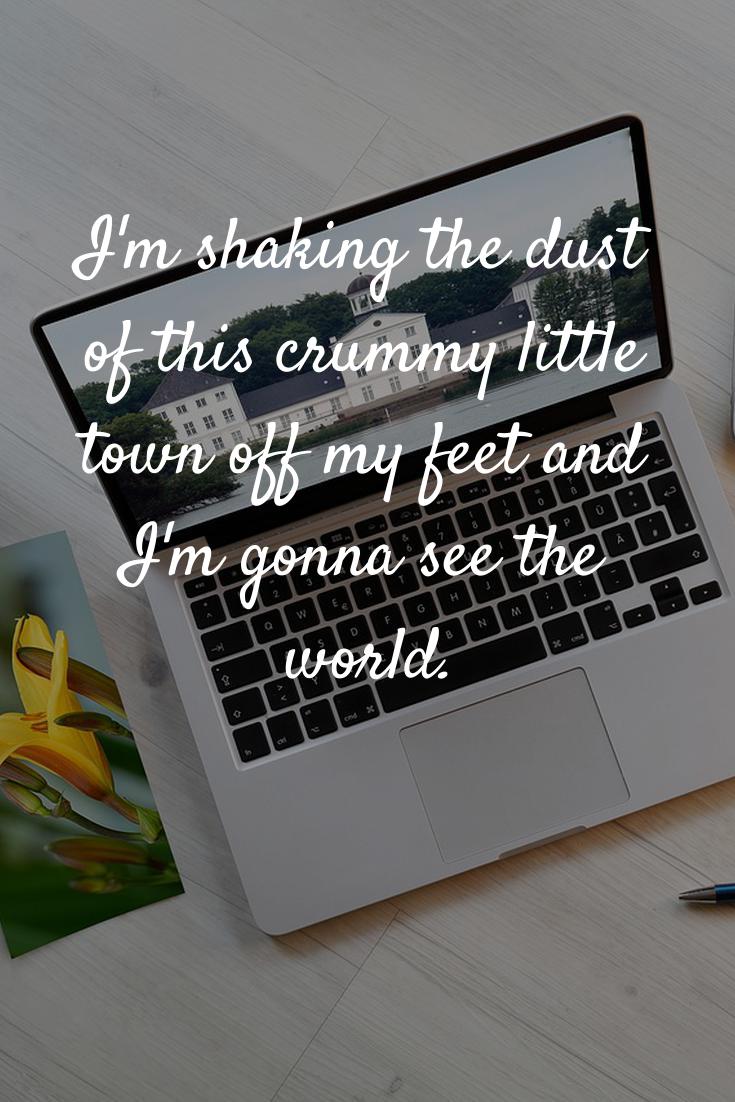 I'm shaking the dust
of this crummy little
town off my feet and
I'm gonna see the
world.